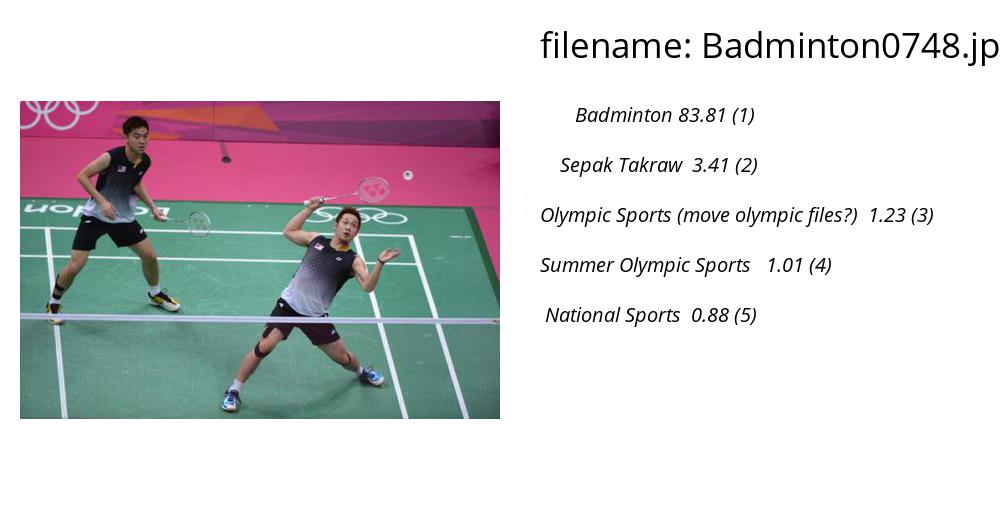 filename: Badminton0748.jp
Badminton 83.81 (1)
Sepak Takraw 3.41 (2)
Olympic Sports (move olympic files?) 1.23 (3)
Summer Olympic Sports 1.01 (4)
National Sports 0.88 (5)